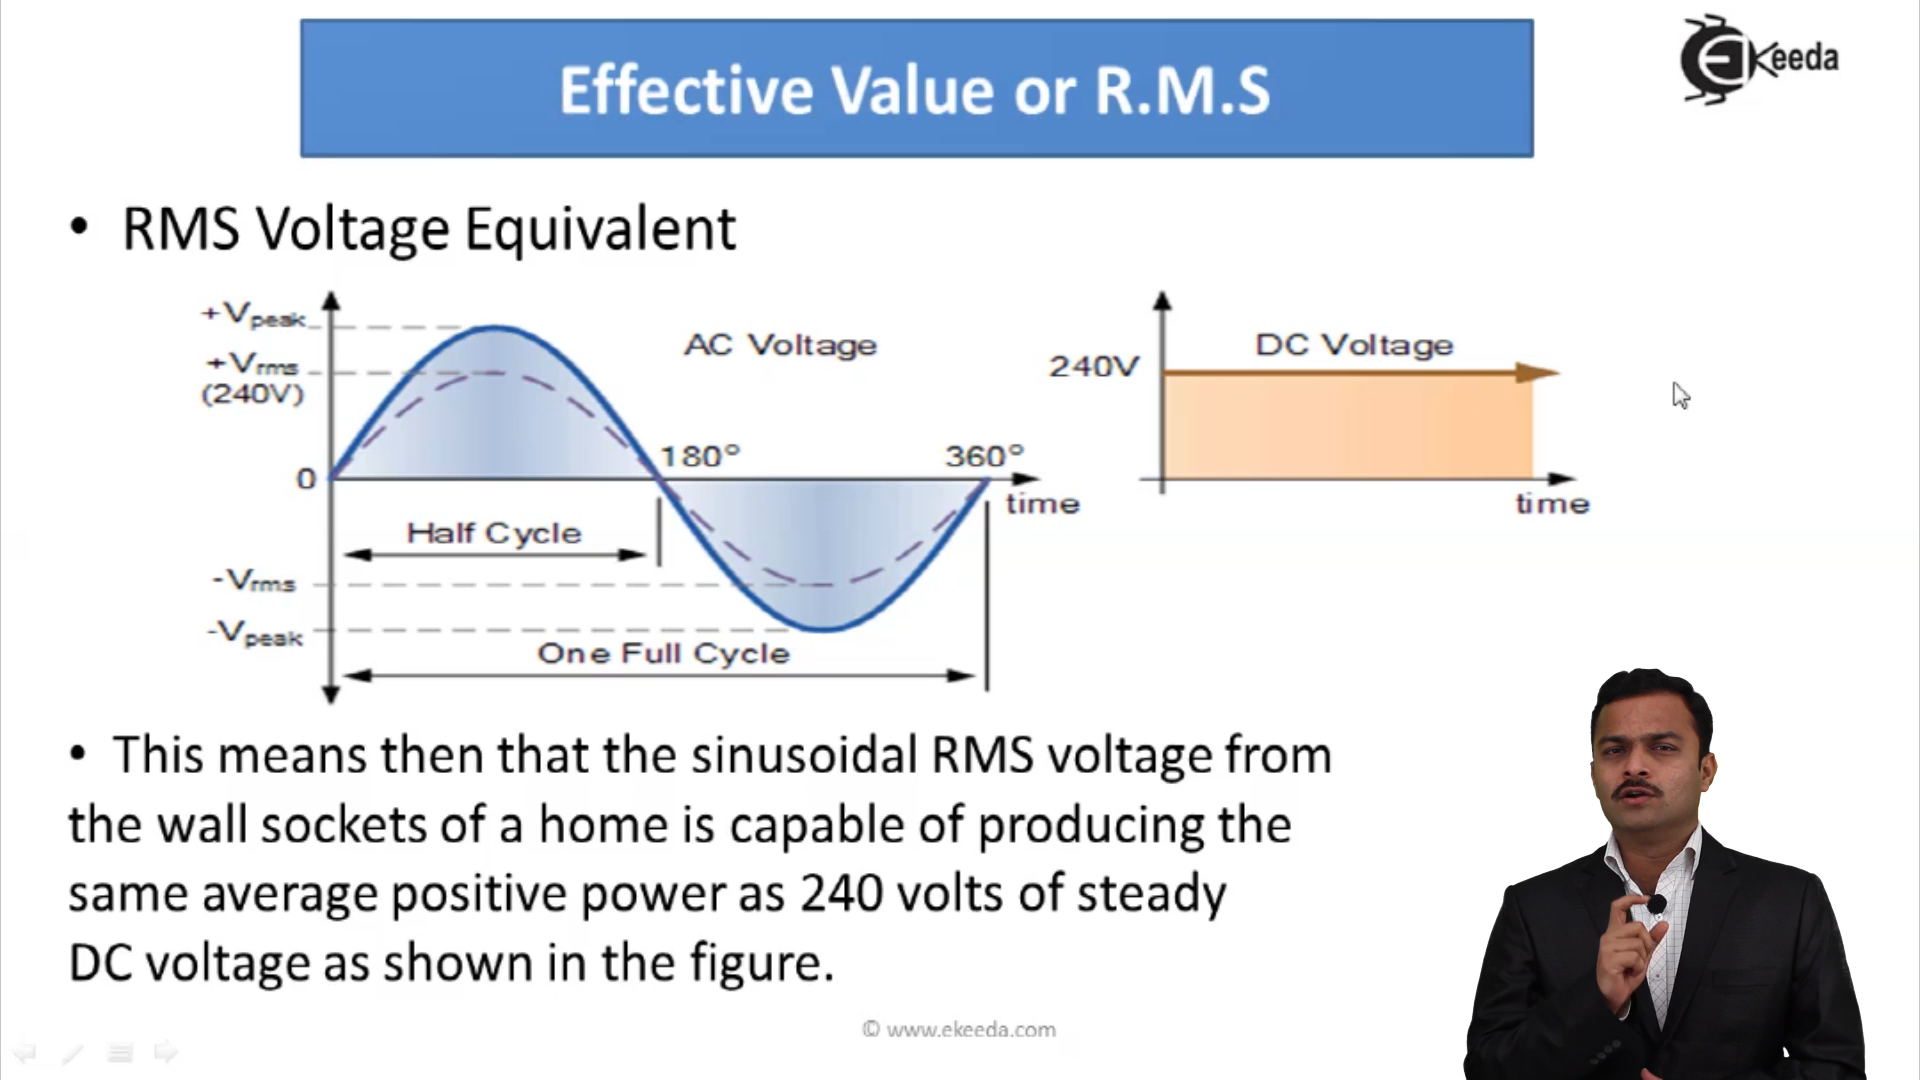 Effective Value or R.M.S
EKeeda
• RMS Voltage Equivalent
+Vpeak
+Vrms
(240V)
AC Voltage
180°
360°
0
time
Half Cycle
-Vrms
-Vpeak
One Full Cycle
240V
DC Voltage
time
• This means then that the sinusoidal RMS voltage from
the wall sockets of a home is capable of producing the
same average positive power as 240 volts of steady
DC voltage as shown in the figure.
© www.ekeeda.com